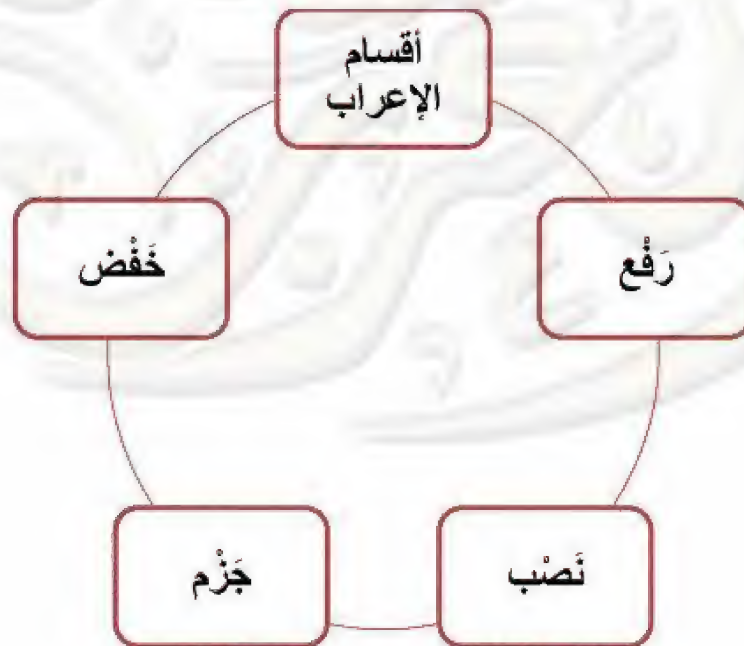 أقسام
الإعراب
رَفْع
نَصْب
جَزْم
خَفْض